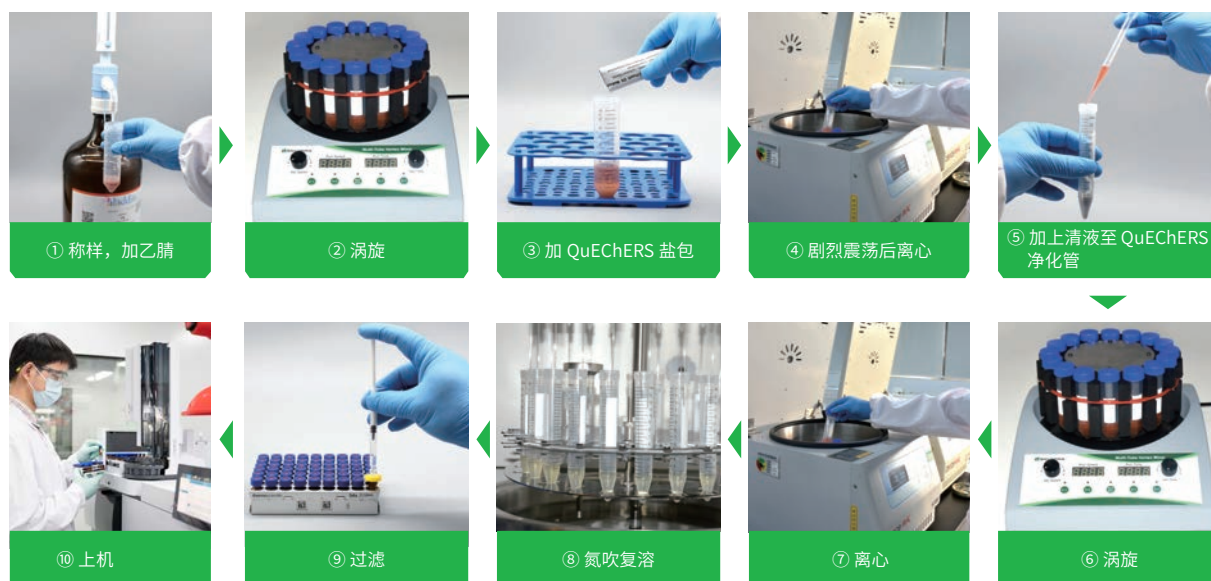 ① 称样，加乙腈
② 涡旋
③ 加 QuEChERS 盐包
④ 剧烈震荡后离心
⑤ 加上清液至 QuEChERS
净化管
⑥ 涡旋
⑦ 离心
⑧ 氮吹复溶
⑨ 过滤
⑩ 上机